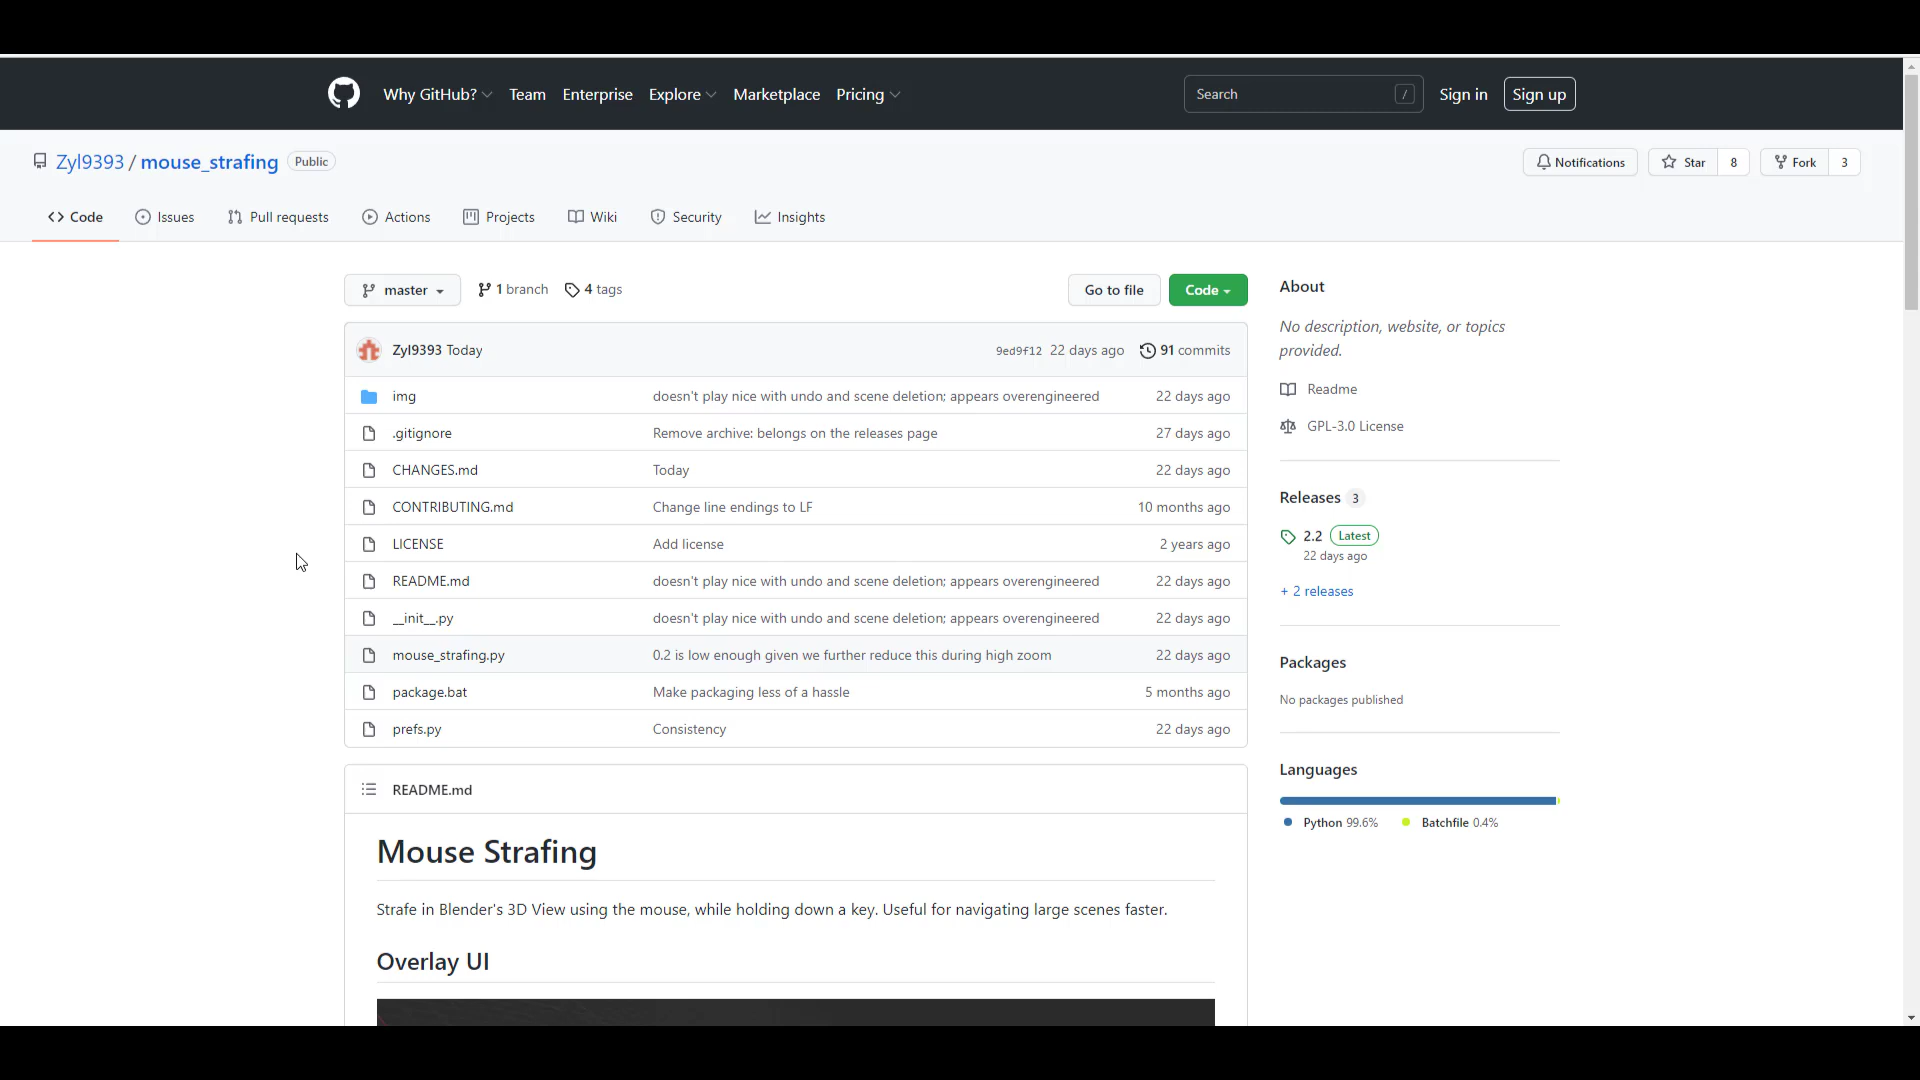 Why GitHub? Team Enterprise Explore Marketplace Pricing Search / Sign in Sign up
Zyl9393 / mouse_strafing Public Notifications Star 8 Fork 3
Code Issues Pull requests Actions Projects Wiki Security Insights
master 1 branch 4 tags Go to file Code
Zyl9393 Today 9ed9f12 22 days ago 91 commits
img doesn't play nice with undo and scene deletion; appears overengineered 22 days ago
.gitignore Remove archive: belongs on the releases page 27 days ago
CHANGES.md Today 22 days ago
CONTRIBUTING.md Change line endings to LF 10 months ago
LICENSE Add license 2 years ago
README.md doesn't play nice with undo and scene deletion; appears overengineered 22 days ago
__init__.py doesn't play nice with undo and scene deletion; appears overengineered 22 days ago
mouse_strafing.py 0.2 is low enough given we further reduce this during high zoom 22 days ago
package.bat Make packaging less of a hassle 5 months ago
prefs.py Consistency 22 days ago
README.md
Mouse Strafing
Strafe in Blender's 3D View using the mouse, while holding down a key. Useful for navigating large scenes faster.
Overlay UI
About
No description, website, or topics
provided.
Readme
GPL-3.0 License
Releases 3
2.2 Latest
22 days ago
+ 2 releases
Packages
No packages published
Languages
Python 99.6% Batchfile 0.4%